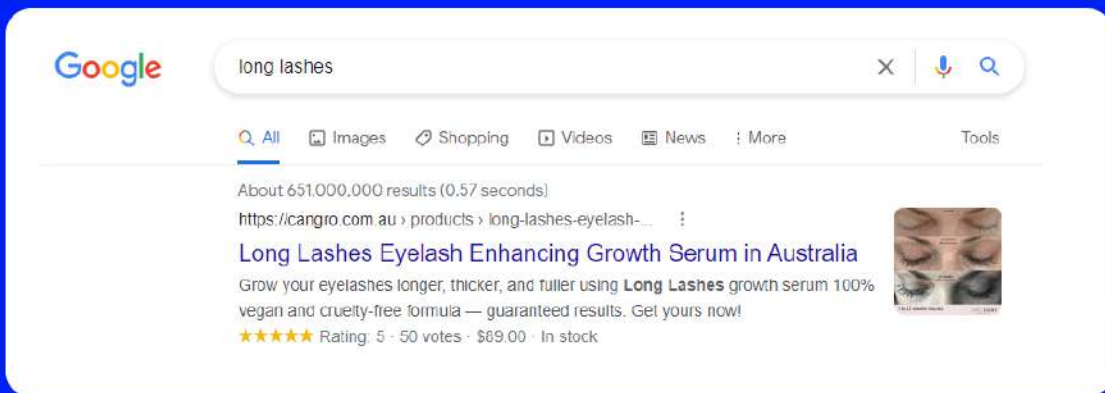 Google
long lashes
All Images Shopping Videos News More Tools
About 651,000,000 results (0.57 seconds)
https://cangro.com.au › products › long-lashes-eyelash-...
Long Lashes Eyelash Enhancing Growth Serum in Australia
Grow your eyelashes longer, thicker, and fuller using Long Lashes growth serum 100%
vegan and cruelty-free formula — guaranteed results. Get yours now!
★★★★★ Rating: 5 · 50 votes · $89.00 · In stock